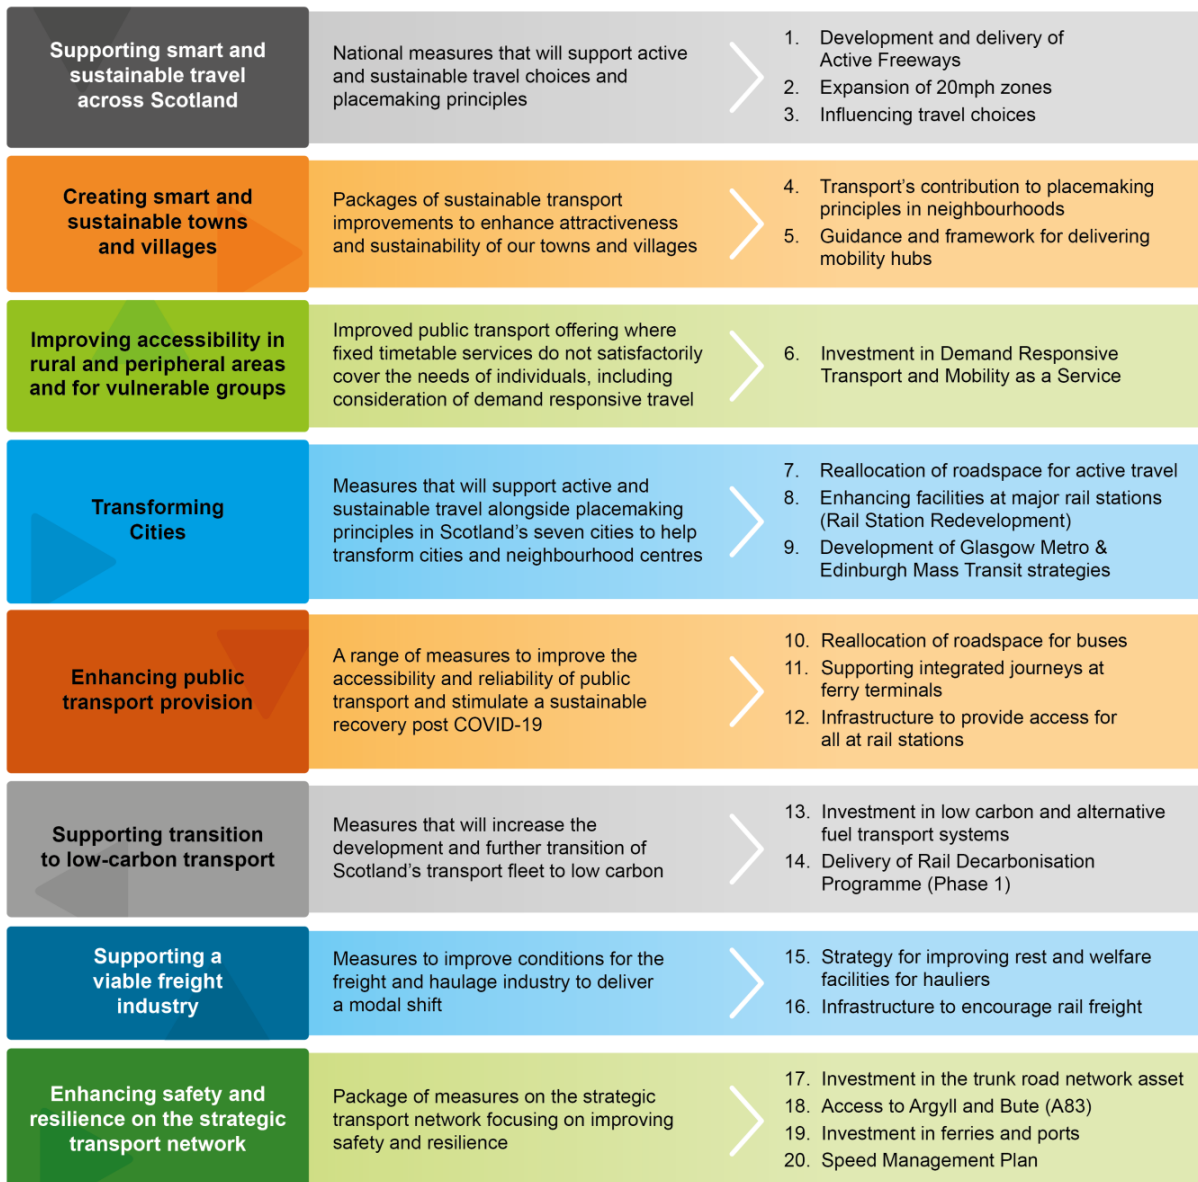 Supporting smart and
sustainable travel
across Scotland
National measures that will support active
and sustainable travel choices and
placemaking principles
1. Development and delivery of
Active Freeways
2. Expansion of 20mph zones
3. Influencing travel choices
Creating smart and
sustainable towns
and villages
Packages of sustainable transport
improvements to enhance attractiveness
and sustainability of our towns and villages
4. Transport's contribution to placemaking
principles in neighbourhoods
5. Guidance and framework for delivering
mobility hubs
Improving accessibility in
rural and peripheral areas
and for vulnerable groups
Improved public transport offering where
fixed timetable services do not satisfactorily
cover the needs of individuals, including
consideration of demand responsive travel
6. Investment in Demand Responsive
Transport and Mobility as a Service
Transforming
Cities
Measures that will support active and
sustainable travel alongside placemaking
principles in Scotland's seven cities to help
transform cities and neighbourhood centres
7. Reallocation of roadspace for active travel
8. Enhancing facilities at major rail stations
(Rail Station Redevelopment)
9. Development of Glasgow Metro &
Edinburgh Mass Transit strategies
Enhancing public
transport provision
A range of measures to improve the
accessibility and reliability of public
transport and stimulate a sustainable
recovery post COVID-19
10. Reallocation of roadspace for buses
11. Supporting integrated journeys at
ferry terminals
12. Infrastructure to provide access for
all at rail stations
Supporting transition
to low-carbon transport
Measures that will increase the
development and further transition of
Scotland's transport fleet to low carbon
13. Investment in low carbon and alternative
fuel transport systems
14. Delivery of Rail Decarbonisation
Programme (Phase 1)
Supporting a
viable freight
industry
Measures to improve conditions for the
freight and haulage industry to deliver
a modal shift
15. Strategy for improving rest and welfare
facilities for hauliers
16. Infrastructure to encourage rail freight
Enhancing safety and
resilience on the strategic
transport network
Package of measures on the strategic
transport network focusing on improving
safety and resilience
17. Investment in the trunk road network asset
18. Access to Argyll and Bute (A83)
19. Investment in ferries and ports
20. Speed Management Plan